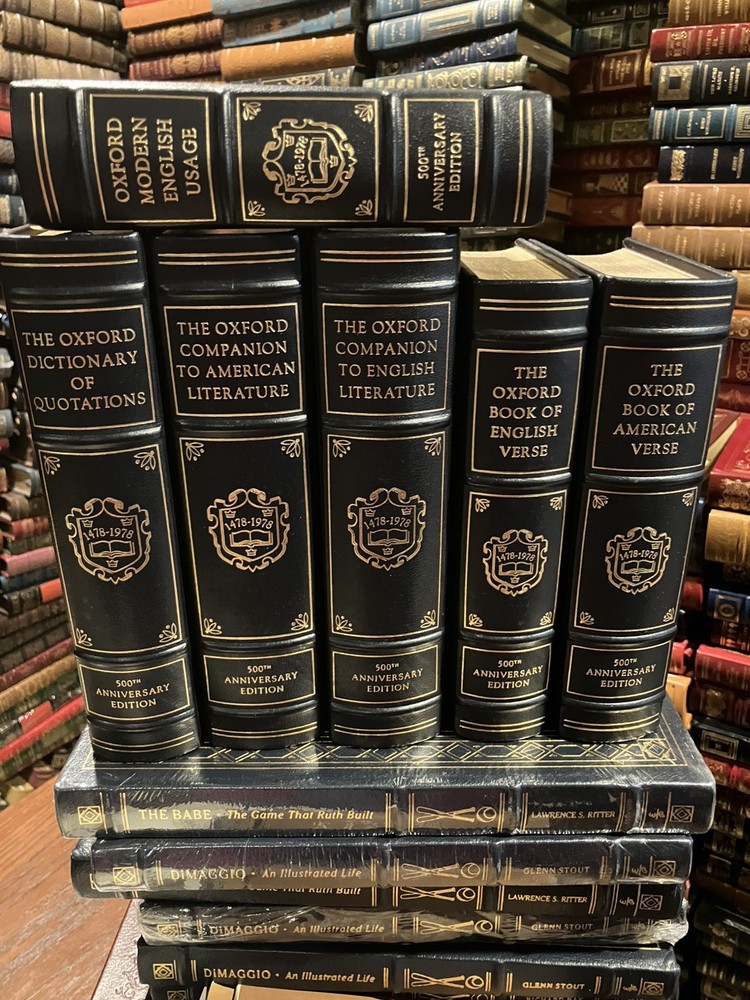 OXFORD
MODERN
ENGLISH
USAGE
1478-1978
500TH
ANNIVERSARY
EDITION
THE OXFORD
DICTIONARY
OF
QUOTATIONS
1478-1978
500TH
ANNIVERSARY
EDITION
THE OXFORD
COMPANION
TO AMERICAN
LITERATURE
1478-1978
500TH
ANNIVERSARY
EDITION
THE OXFORD
COMPANION
TO ENGLISH
LITERATURE
1478-1978
500TH
ANNIVERSARY
EDITION
THE
OXFORD
BOOK OF
ENGLISH
VERSE
1478-1978
500TH
ANNIVERSARY
EDITION
THE
OXFORD
BOOK OF
AMERICAN
VERSE
1478-1978
500TH
ANNIVERSARY
EDITION
THE BABE • The Game That Ruth Built LAWRENCE S. RITTER
DiMAGGIO • An Illustrated Life GLENN STOUT
Game That Ruth Built LAWRENCE S. RITTER
DiMAGGIO • An Illustrated Life GLENN STOUT
DiMAGGIO • An Illustrated Life GLENN STOUT